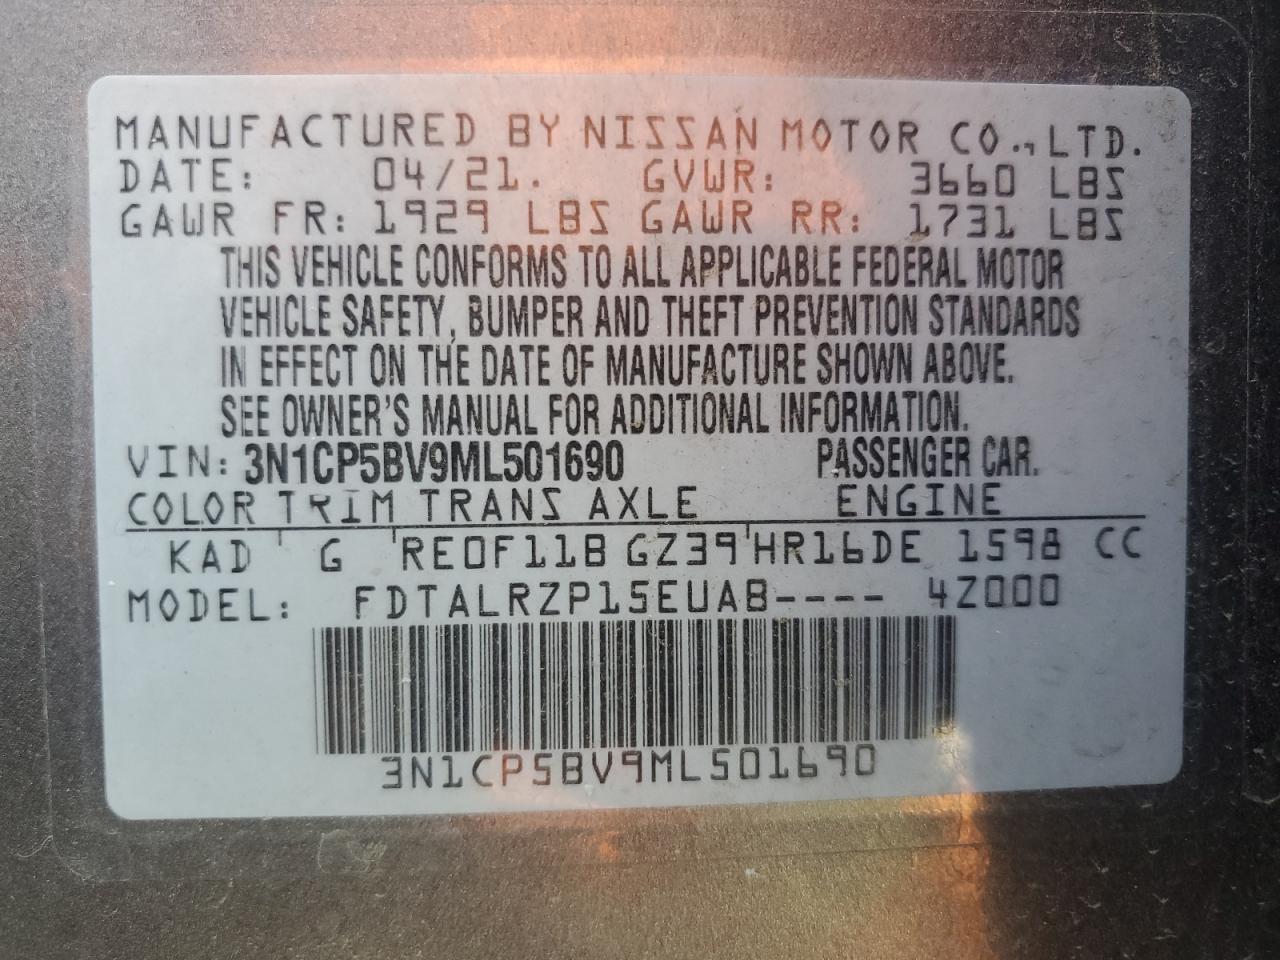 MANUFACTURED BY NISSAN MOTOR CO., LTD.
DATE: 04/21. GVWR: 3660 LBS
GAWR FR: 1929 LBS GAWR RR: 1731 LBS
THIS VEHICLE CONFORMS TO ALL APPLICABLE FEDERAL MOTOR
VEHICLE SAFETY, BUMPER AND THEFT PREVENTION STANDARDS
IN EFFECT ON THE DATE OF MANUFACTURE SHOWN ABOVE.
SEE OWNER'S MANUAL FOR ADDITIONAL INFORMATION.
VIN: 3N1CP5BV9ML501690 PASSENGER CAR.
COLOR TRIM TRANS AXLE ENGINE
KAD G RE0F11B GZ39 HR16DE 1598 CC
MODEL: FDTALRZP15EUAB---- 4Z000
3N1CP5BV9ML501690